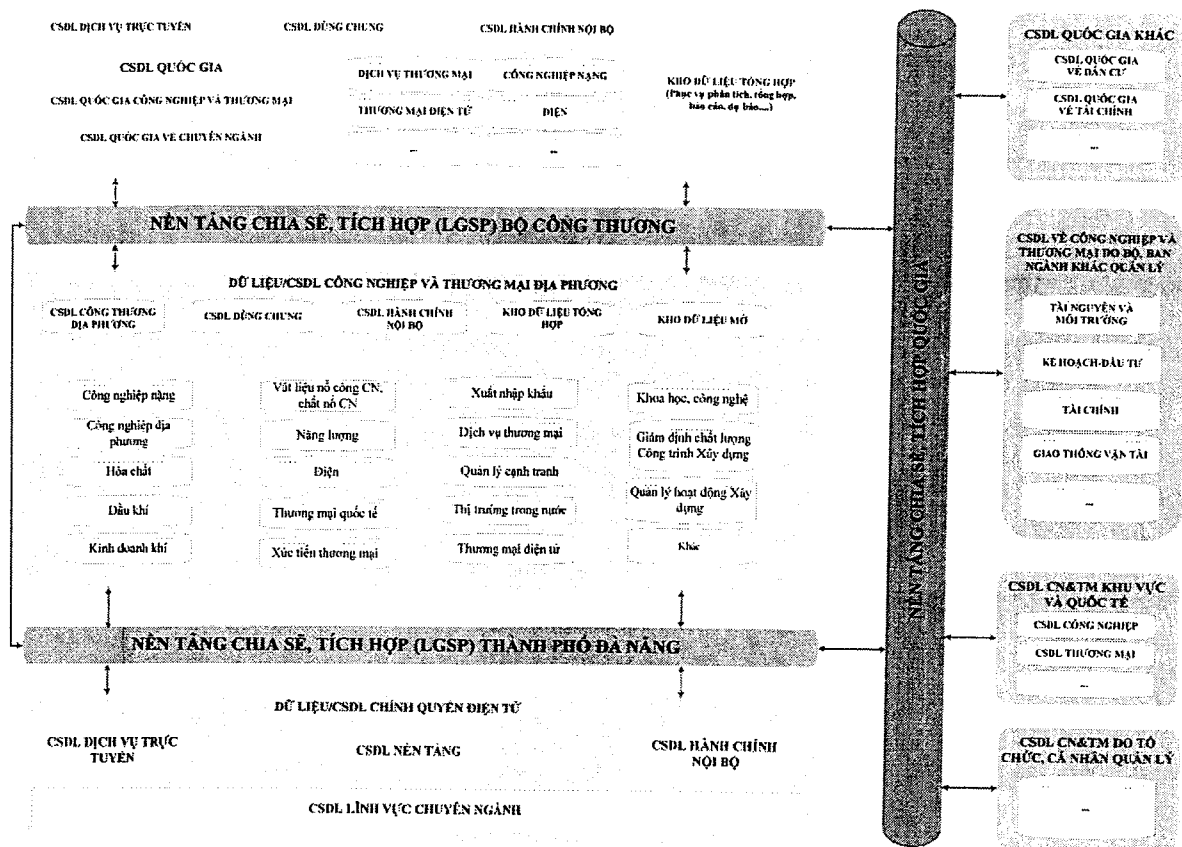 CSDL DỊCH VỤ TRỰC TUYẾN
CSDL DÙNG CHUNG
CSDL HÀNH CHÍNH NỘI BỘ
CSDL QUỐC GIA
CSDL QUỐC GIA CÔNG NGHIỆP VÀ THƯƠNG MẠI
CSDL QUỐC GIA VỀ CHUYÊN NGÀNH
DỊCH VỤ THƯƠNG MẠI
CÔNG NGHIỆP NẶNG
THƯƠNG MẠI ĐIỆN TỬ
ĐIỆN
...
...
KHO DỮ LIỆU TỔNG HỢP
(Phục vụ phân tích, tổng hợp,
báo cáo, dự báo....)
NỀN TẢNG CHIA SẺ, TÍCH HỢP (LGSP) BỘ CÔNG THƯƠNG
DỮ LIỆU/CSDL CÔNG NGHIỆP VÀ THƯƠNG MẠI ĐỊA PHƯƠNG
CSDL CÔNG THƯƠNG
ĐỊA PHƯƠNG
CSDL DÙNG CHUNG
CSDL HÀNH CHÍNH
NỘI BỘ
KHO DỮ LIỆU TỔNG
HỢP
KHO DỮ LIỆU MỞ
Công nghiệp nặng
Vật liệu nổ công CN,
chất nổ CN
Xuất nhập khẩu
Khoa học, công nghệ
Công nghiệp địa
phương
Năng lượng
Dịch vụ thương mại
Giám định chất lượng
Công trình Xây dựng
Hóa chất
Điện
Quản lý cạnh tranh
Quản lý hoạt động Xây
dựng
Dầu khí
Thương mại quốc tế
Thị trường trong nước
Kinh doanh khí
Xúc tiến thương mại
Thương mại điện tử
Khác
NỀN TẢNG CHIA SẺ, TÍCH HỢP (LGSP) THÀNH PHỐ ĐÀ NẴNG
DỮ LIỆU/CSDL CHÍNH QUYỀN ĐIỆN TỬ
CSDL DỊCH VỤ TRỰC
TUYẾN
CSDL NỀN TẢNG
CSDL HÀNH CHÍNH
NỘI BỘ
CSDL LĨNH VỰC CHUYÊN NGÀNH
NỀN TẢNG CHIA SẺ TÍCH HỢP QUỐC GIA
CSDL QUỐC GIA KHÁC
CSDL QUỐC GIA
VỀ DÂN CƯ
CSDL QUỐC GIA
VỀ TÀI CHÍNH
...
CSDL VỀ CÔNG NGHIỆP VÀ
THƯƠNG MẠI DO BỘ, BAN
NGÀNH KHÁC QUẢN LÝ
TÀI NGUYÊN VÀ
MÔI TRƯỜNG
KẾ HOẠCH-ĐẦU TƯ
TÀI CHÍNH
GIAO THÔNG VẬN TẢI
...
CSDL CN&TM KHU VỰC
VÀ QUỐC TẾ
CSDL CÔNG NGHIỆP
CSDL THƯƠNG MẠI
...
CSDL CN&TM DO TỔ
CHỨC, CÁ NHÂN QUẢN LÝ
...